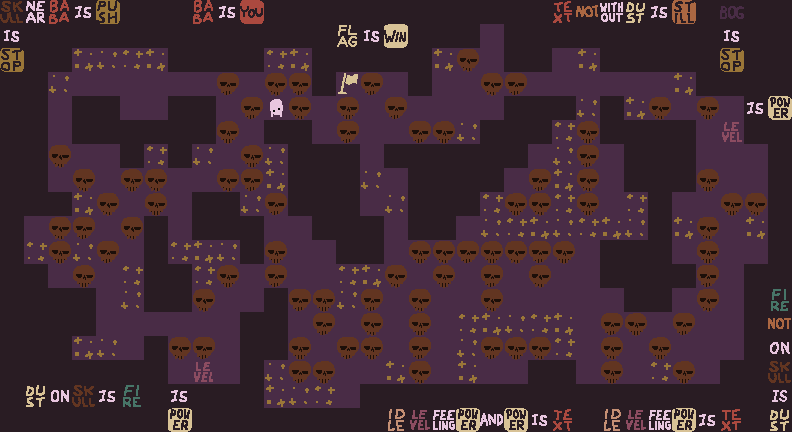 SKULL NEAR BABA IS PUSH
BABA IS YOU
TEXT NOT WITHOUT DUST IS STILL
BOG
IS
STOP
FLAG IS WIN
IS
STOP
IS POWER
LEVEL
LEVEL
IS
POWER
DUST ON SKULL IS FIRE
FIRE
NOT
ON
SKULL
IS
DUST
IDLE LEVEL FEELING POWER AND POWER IS TEXT
IDLE LEVEL FEELING POWER IS TEXT